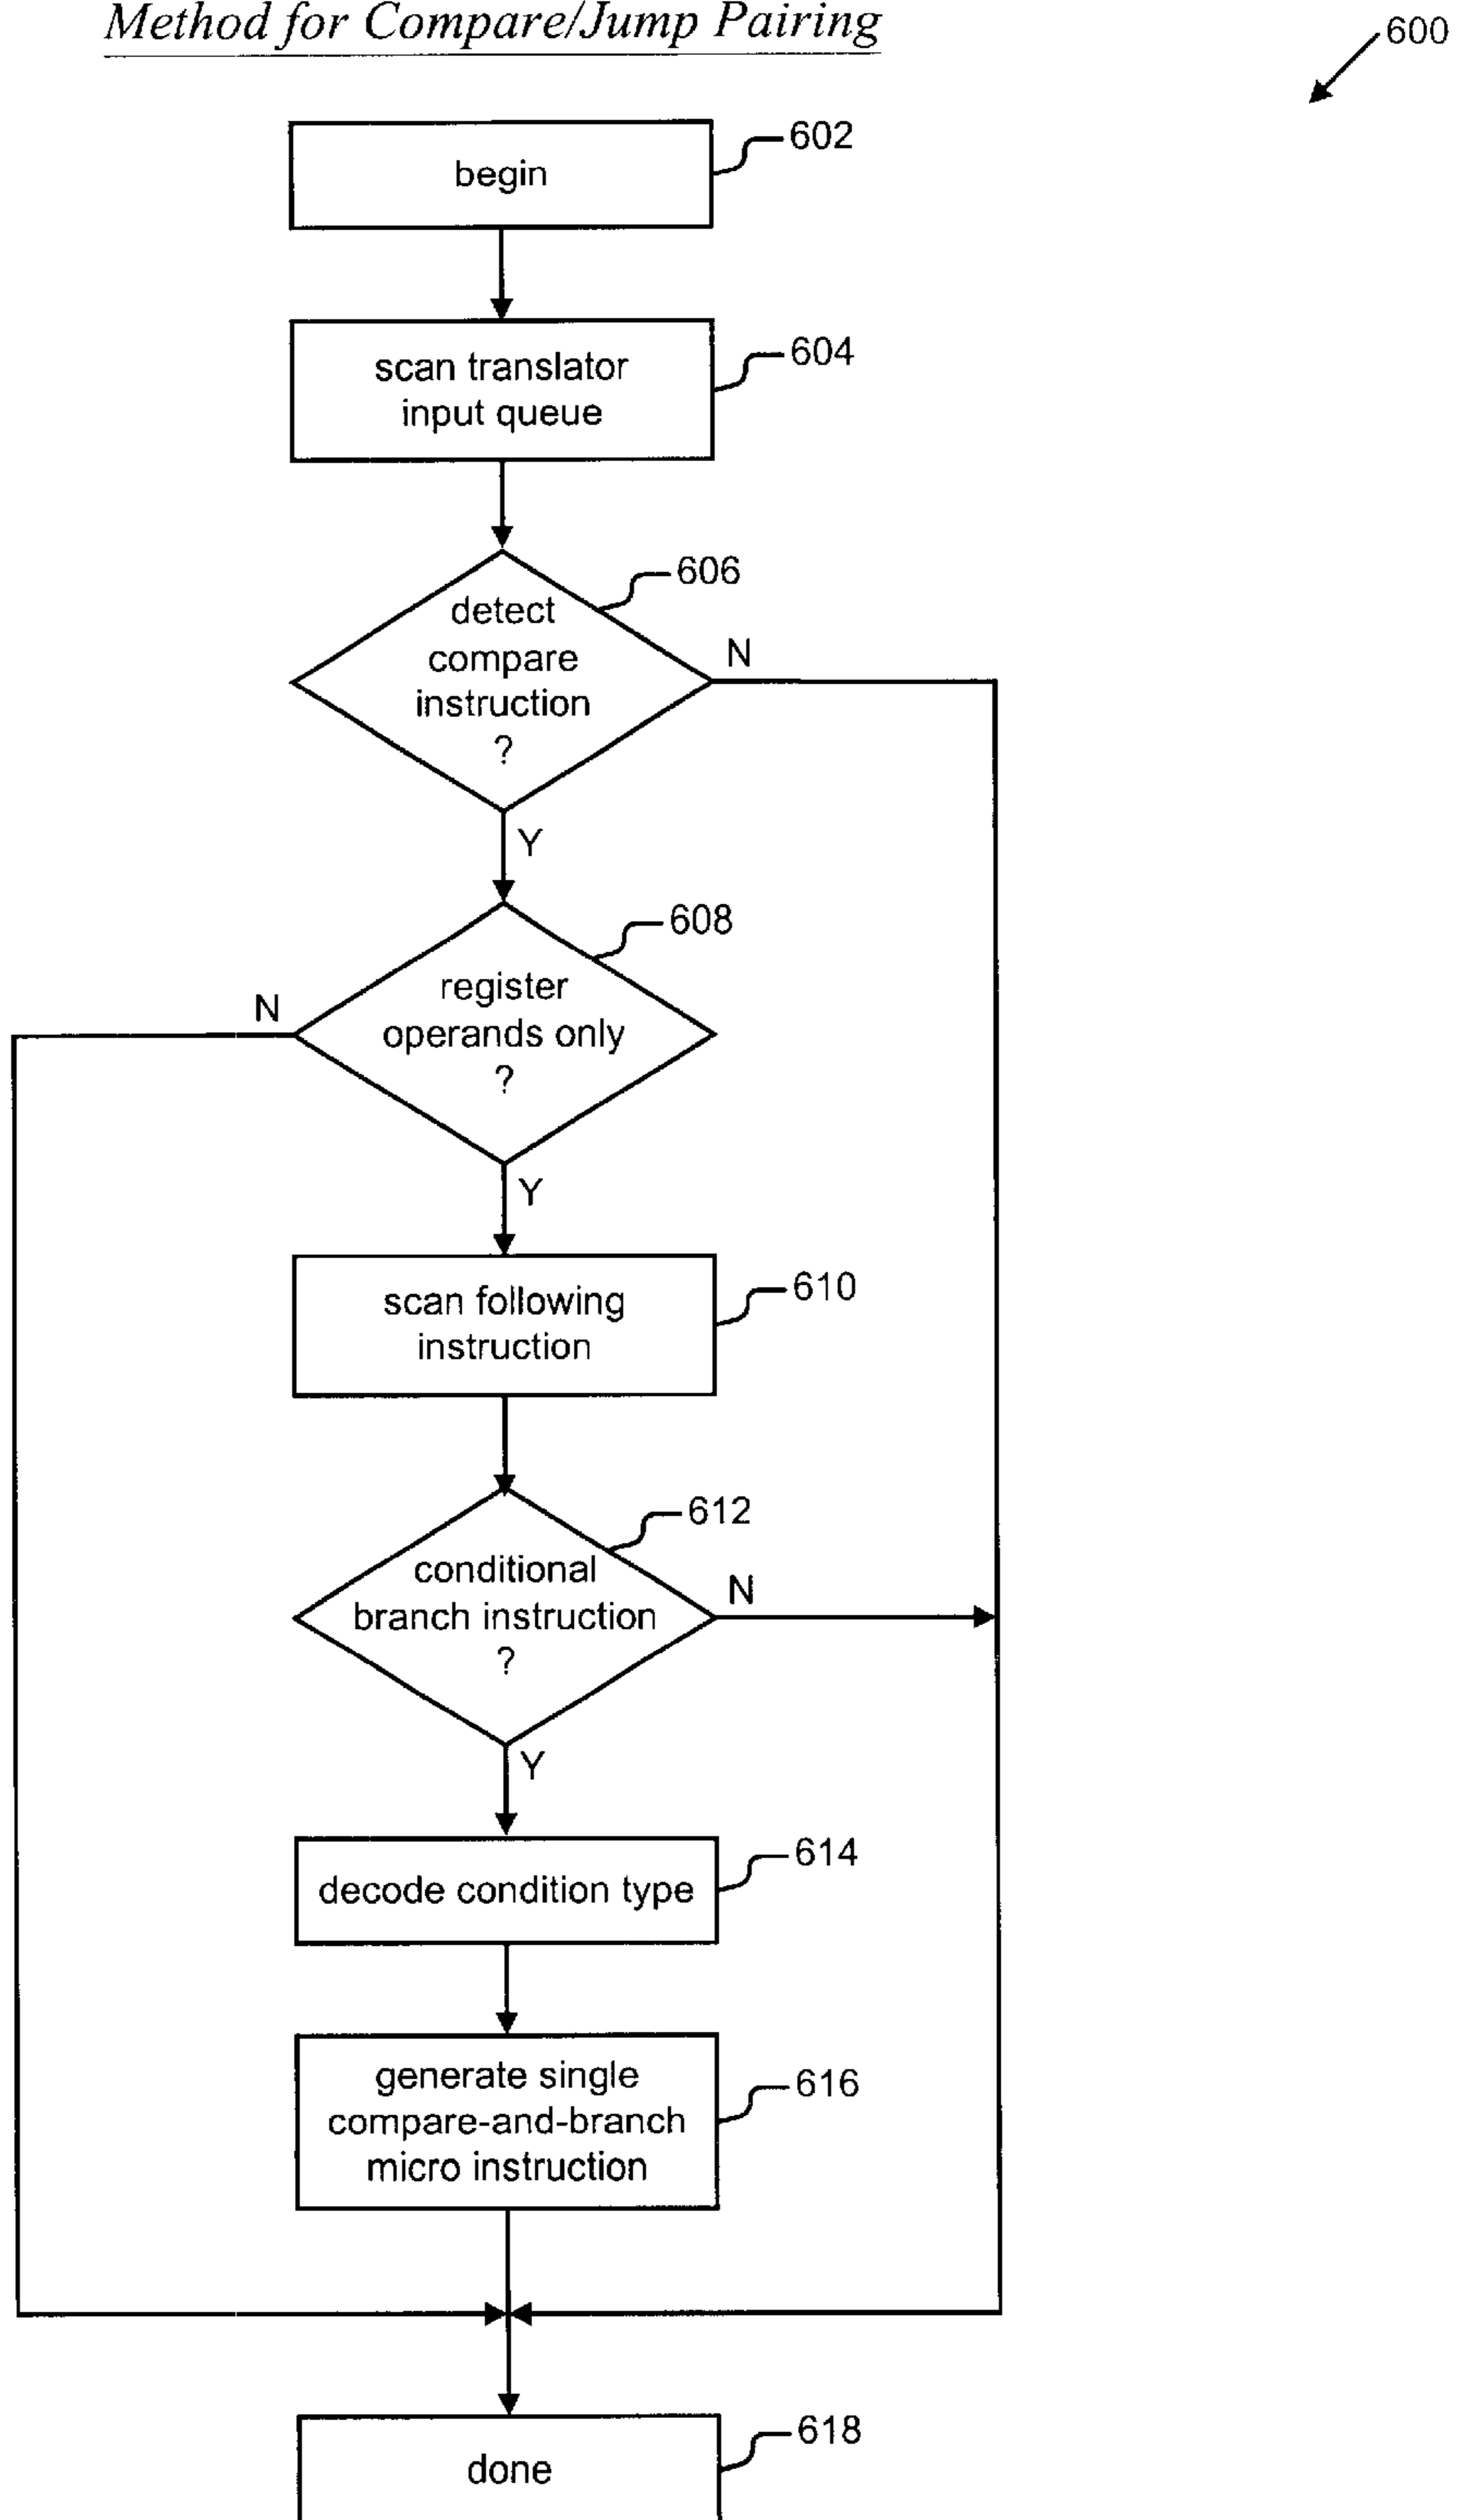 Method for Compare/Jump Pairing
600
begin
602
scan translator
input queue
604
606
detect
compare
instruction
?
N
Y
608
register
operands only
?
N
Y
scan following
instruction
610
612
conditional
branch instruction
?
N
Y
decode condition type
614
generate single
compare-and-branch
micro instruction
616
done
618